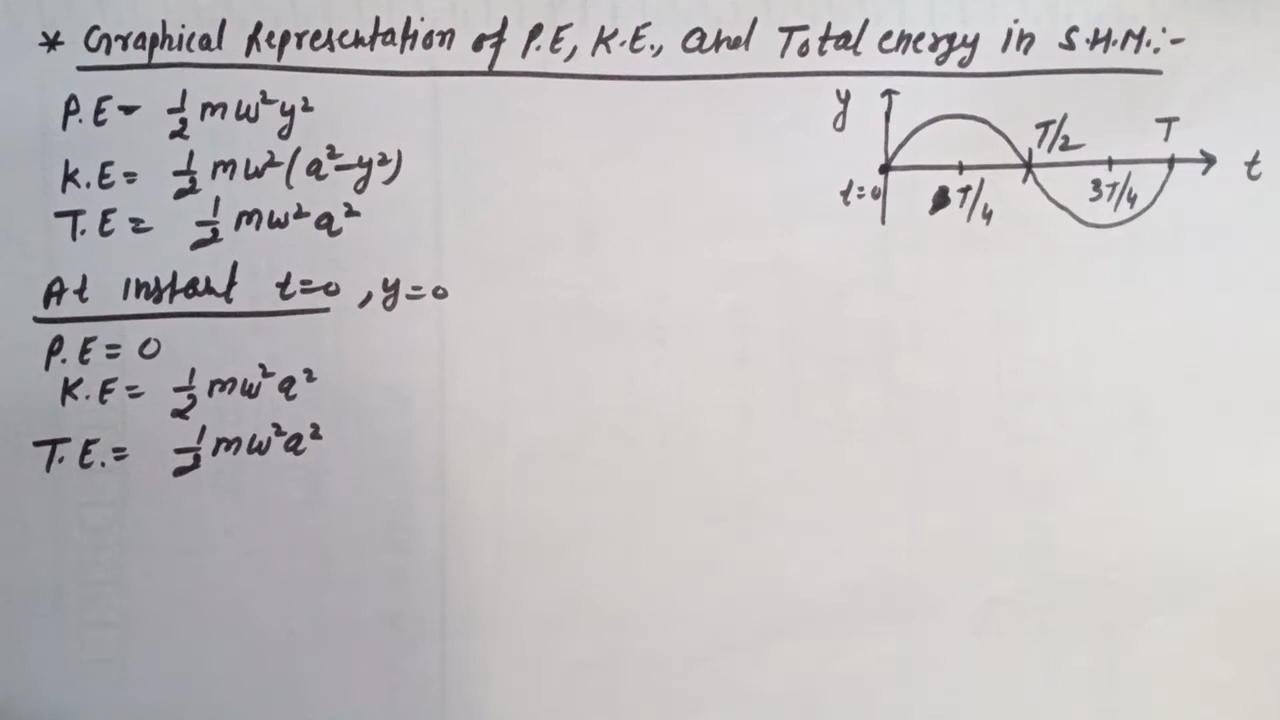 * Graphical Representation of P.E, K.E., and Total energy in S.H.M.:-
P.E = 1/2 mω²y²
K.E = 1/2 mω²(a²-y²)
T.E = 1/2 mω²a²
At instant t=0, y=0
P.E = 0
K.E = 1/2 mω²a²
T.E. = 1/2 mω²a²
y
T/2
T
t
t=0
T/4
3T/4